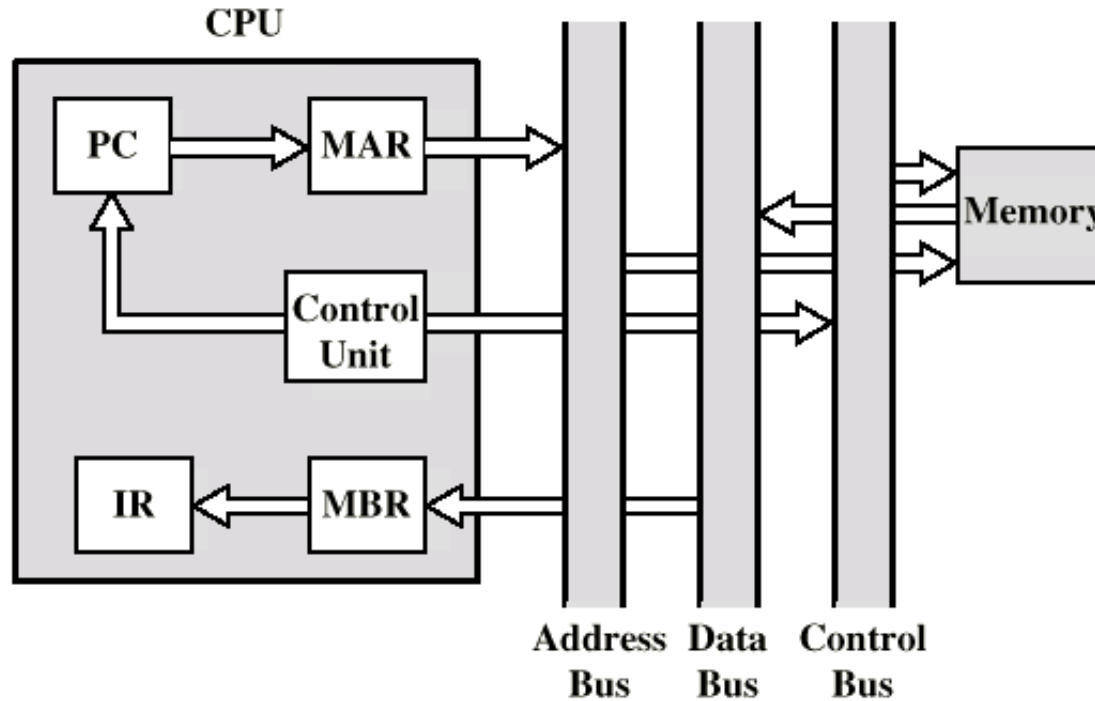 CPU
PC
MAR
Memory
Control
Unit
IR
MBR
Address
Bus
Data
Bus
Control
Bus